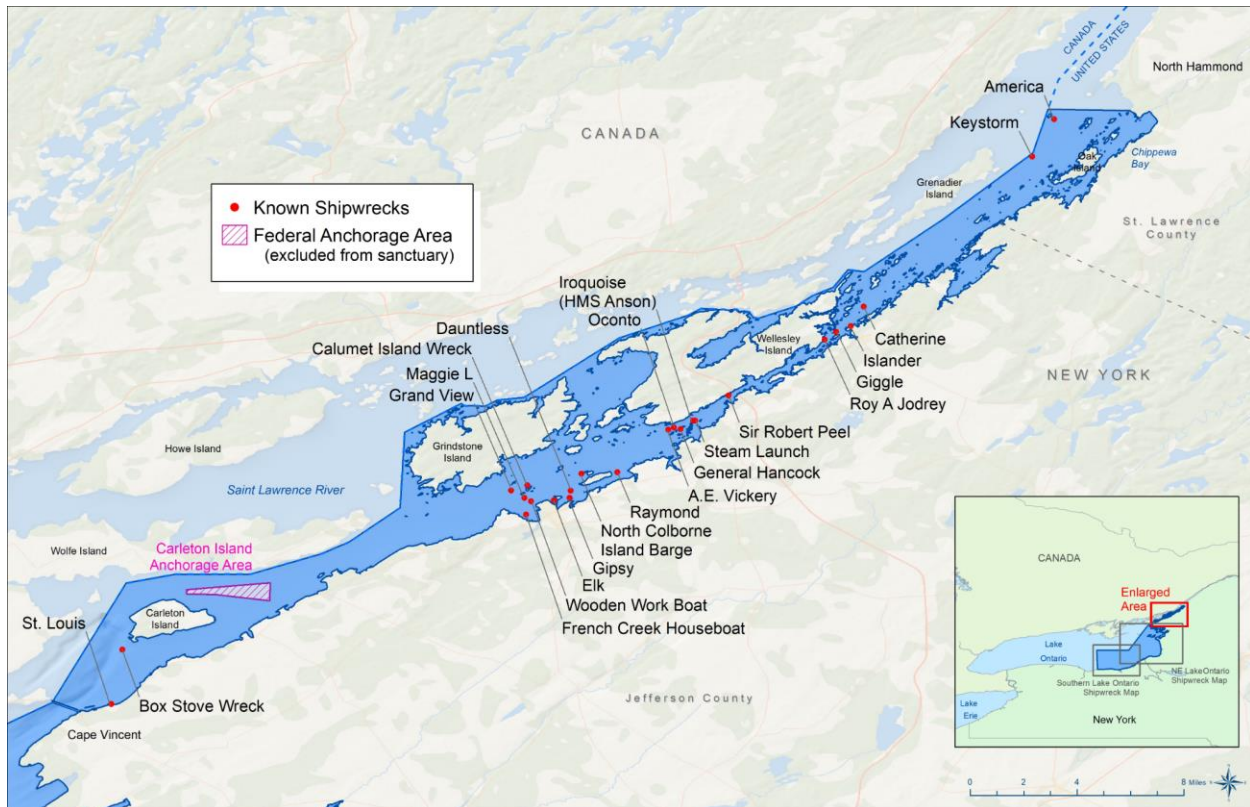 CANADA
UNITED STATES
North Hammond
America
Keystorm
CANADA
Chippewa
Bay
Oak
Island
Grenadier
Island
St. Lawrence
County
Known Shipwrecks
Federal Anchorage Area
(excluded from sanctuary)
Iroquoise
(HMS Anson)
Oconto
Dauntless
Calumet Island Wreck
Maggie L
Grand View
Wellesley
Island
Catherine
Islander
Giggle
Roy A Jodrey
NEW YORK
Sir Robert Peel
Steam Launch
General Hancock
A.E. Vickery
Grindstone
Island
Howe Island
Saint Lawrence River
Raymond
North Colborne
Island Barge
Gipsy
Elk
Wooden Work Boat
French Creek Houseboat
Wolfe Island
Carleton Island
Anchorage Area
Carleton
Island
St. Louis
Box Stove Wreck
Cape Vincent
Jefferson County
CANADA
Enlarged
Area
Lake
Ontario
NE LakeOntario
Shipwreck Map
Southern Lake Ontario
Shipwreck Map
Lake
Erie
New York
0 2 4 8 Miles
N